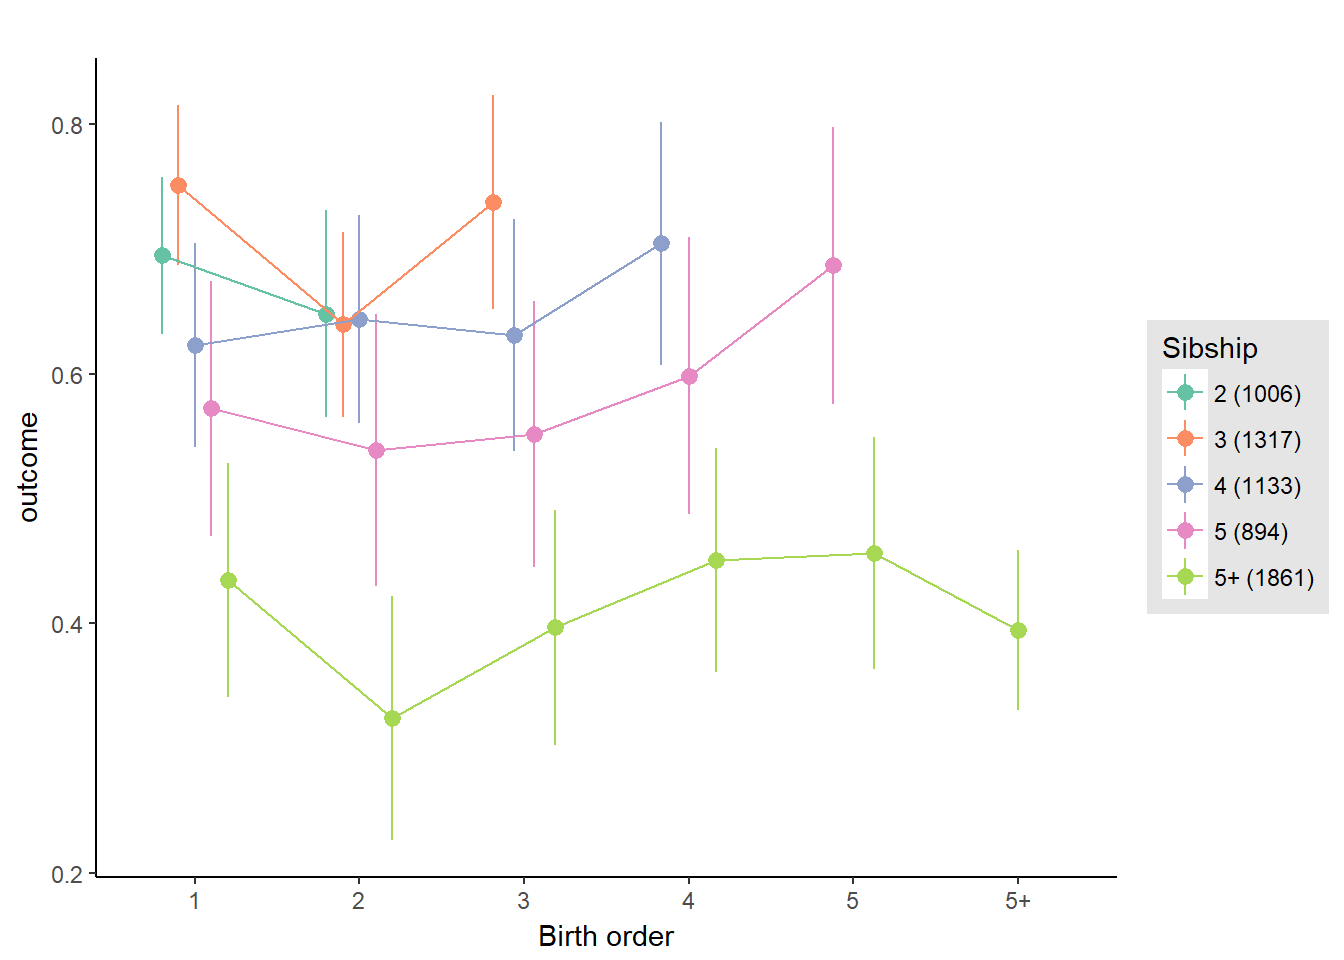 0.8
0.6
0.4
0.2
outcome
1 2 3 4 5 5+
Birth order
Sibship
2 (1006)
3 (1317)
4 (1133)
5 (894)
5+ (1861)